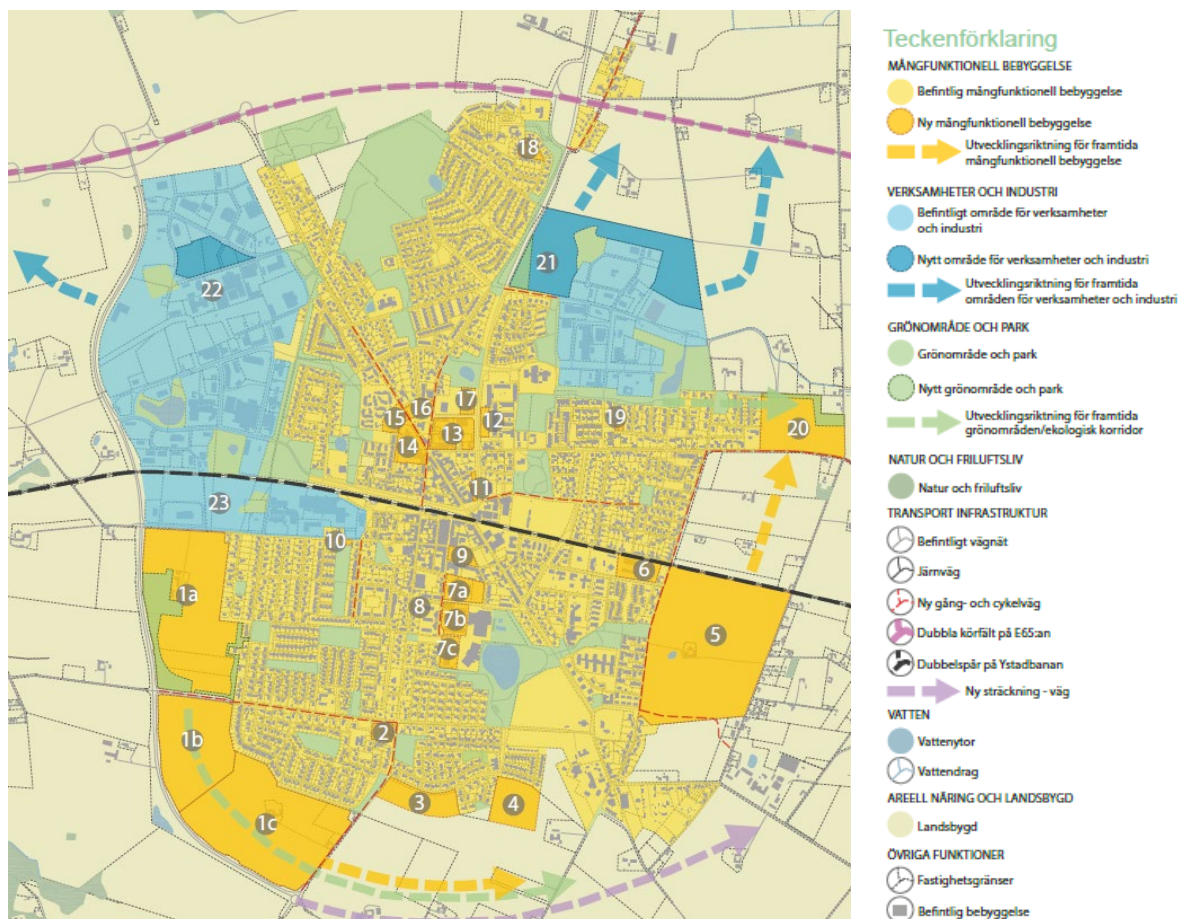 18
21
22
17
16
15
12
19
13
14
20
11
23
10
9
6
1a
7a
8
7b
5
7c
2
1b
3
4
1c
Teckenförklaring
MÅNGFUNKTIONELL BEBYGGELSE
Befintlig mångfunktionell bebyggelse
Ny mångfunktionell bebyggelse
Utvecklingsriktning för framtida
mångfunktionell bebyggelse
VERKSAMHETER OCH INDUSTRI
Befintligt område för verksamheter
och industri
Nytt område för verksamheter och industri
Utvecklingsriktning för framtida
områden för verksamheter och industri
GRÖNOMRÅDE OCH PARK
Grönområde och park
Nytt grönområde och park
Utvecklingsriktning för framtida
grönområden/ekologisk korridor
NATUR OCH FRILUFTSLIV
Natur och friluftsliv
TRANSPORT INFRASTRUKTUR
Befintligt vägnät
Järnväg
Ny gång- och cykelväg
Dubbla körfält på E65:an
Dubbelspår på Ystadbanan
Ny sträckning - väg
VATTEN
Vattenytor
Vattendrag
AREELL NÄRING OCH LANDSBYGD
Landsbygd
ÖVRIGA FUNKTIONER
Fastighetsgränser
Befintlig bebyggelse